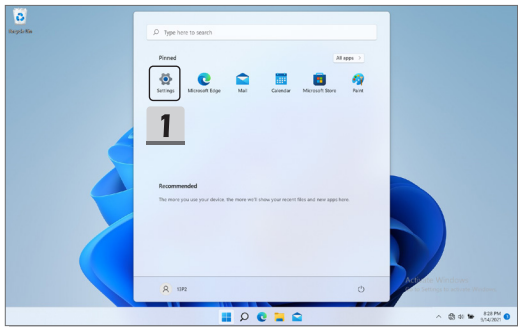 Recycle Bin
Type here to search
Pinned
All apps >
Settings
Microsoft Edge
Mail
Calendar
Microsoft Store
Paint
1
Recommended
The more you use your device, the more we'll show your recent files and new apps here.
Activate Windows
8:28 PM
5/14/2021